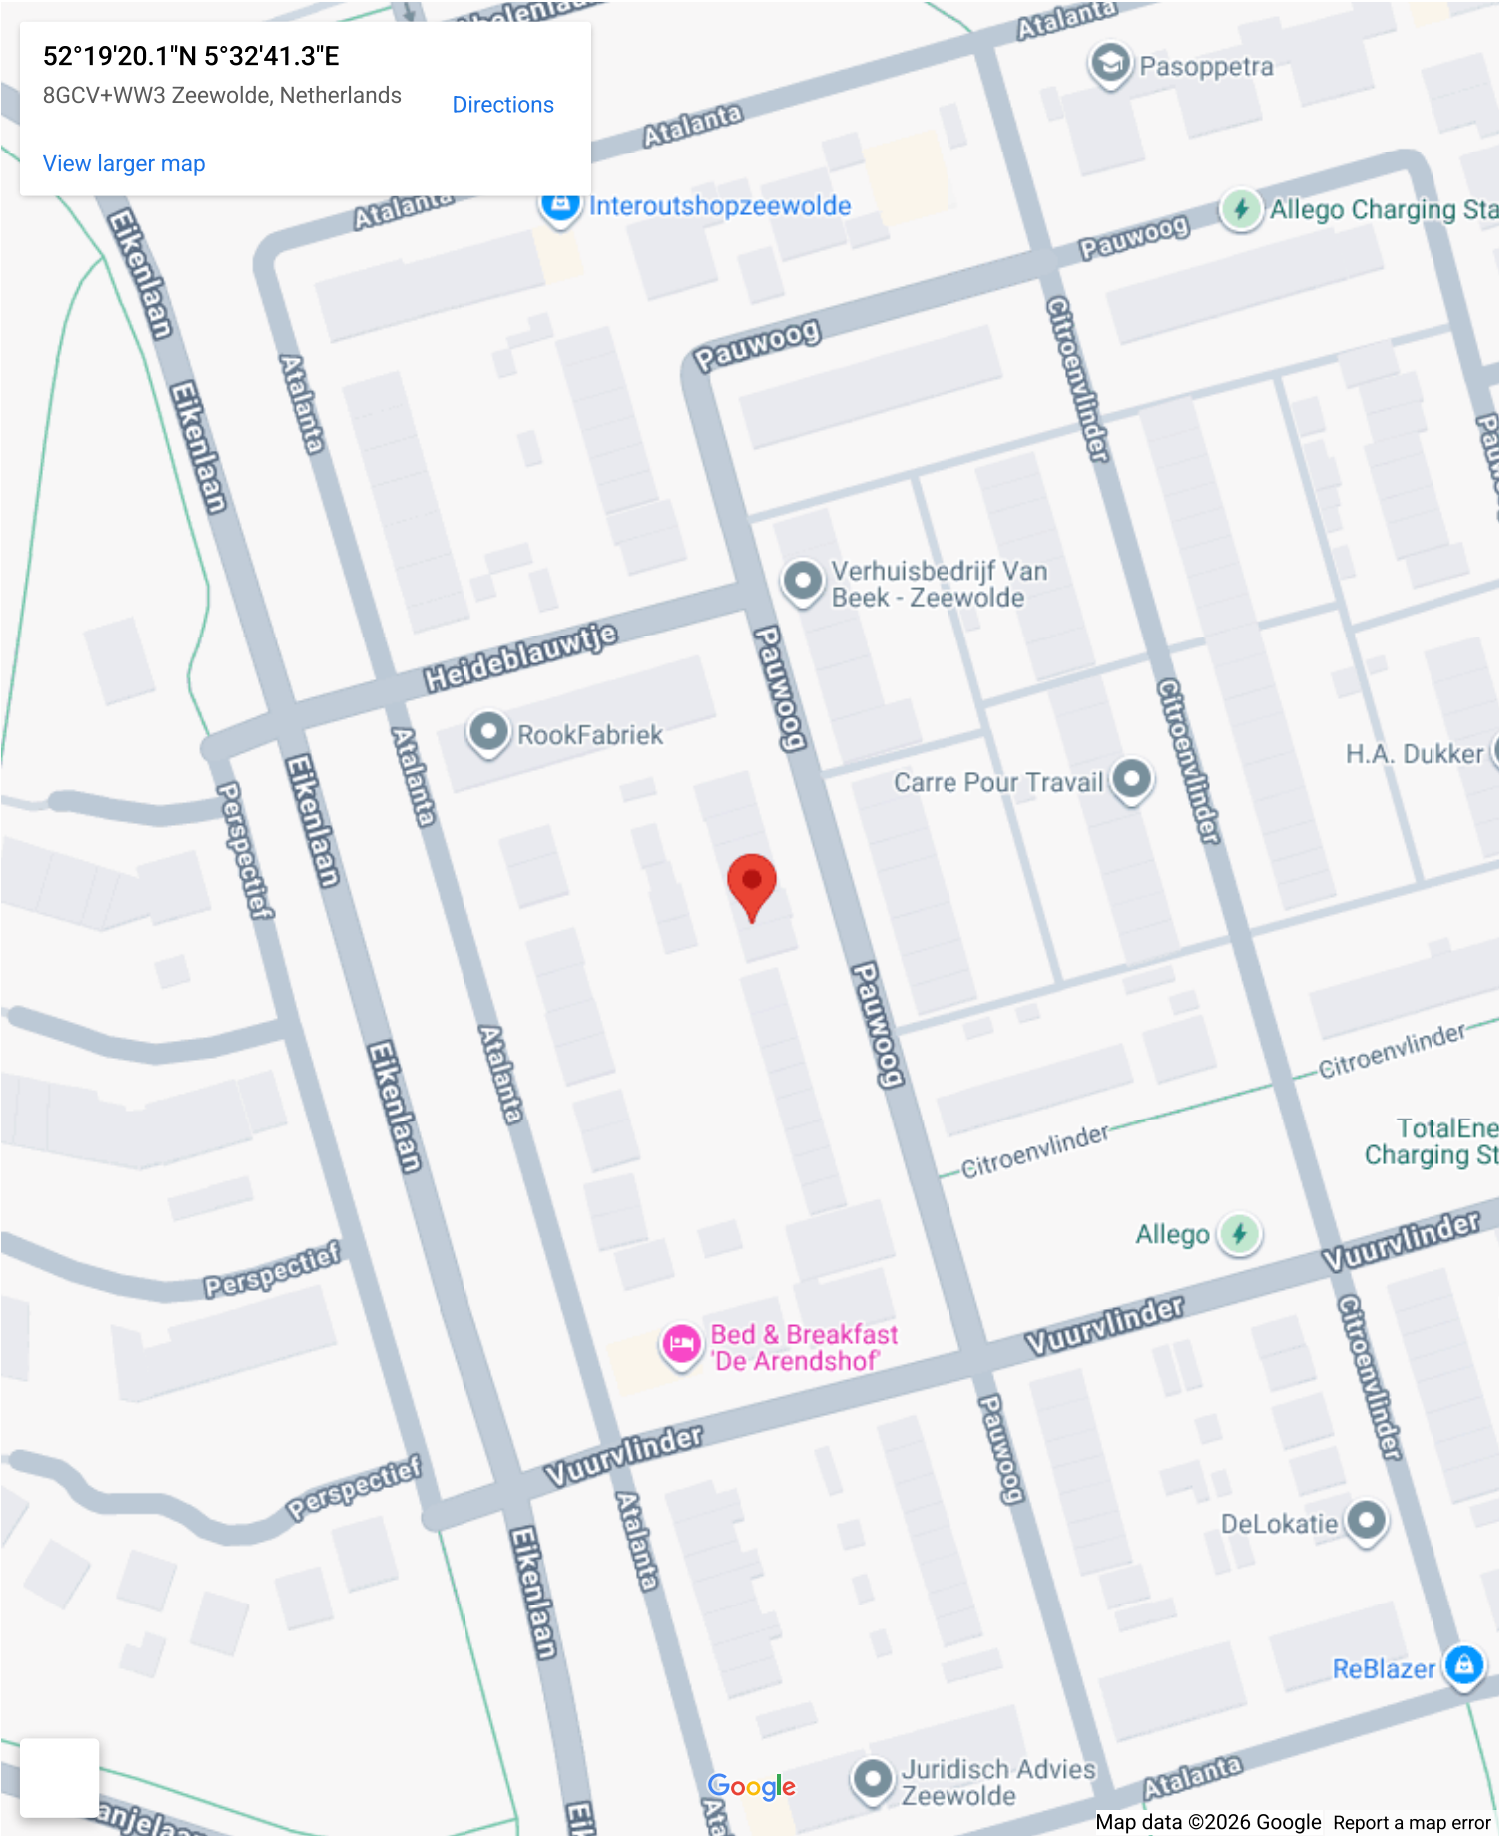 52°19'20.1"N 5°32'41.3"E
8GCV+WW3 Zeewolde, Netherlands
Directions
View larger map
Atalanta
Pasoppetra
Atalanta
Atalanta
Interoutshopzeewolde
Allego Charging Sta
Pauwoog
Eikenlaan
Pauwoog
Citroenvlinder
Atalanta
Eikenlaan
Verhuisbedrijf Van
Beek - Zeewolde
Heideblauwtje
Pauwoog
RookFabriek
Citroenvlinder
H.A. Dukker
Carre Pour Travail
Atalanta
Eikenlaan
Perspectief
Pauwoog
Atalanta
Eikenlaan
Citroenvlinder
Citroenvlinder
TotalEne
Charging St
Allego
Vuurvlinder
Perspectief
Vuurvlinder
Bed & Breakfast
'De Arendshof'
Citroenvlinder
Pauwoog
Vuurvlinder
Perspectief
Atalanta
Eikenlaan
DeLokatie
ReBlazer
Juridisch Advies
Zeewolde
Atalanta
Google
Eik
Ata
anjelaa
Map data ©2026 Google
Report a map error